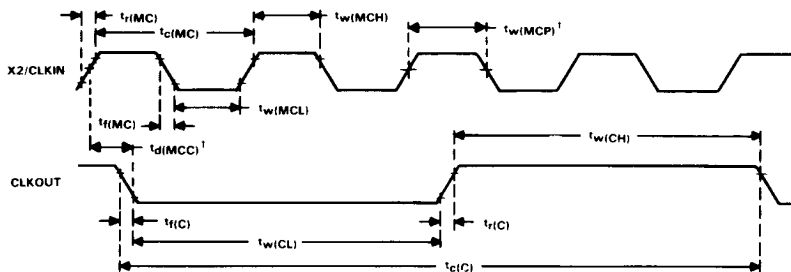 tr(MC)
tc(MC)
tw(MCH)
tw(MCP)†
X2/CLKIN
tf(MC)
tw(MCL)
td(MCC)†
tw(CH)
CLKOUT
tf(C)
tr(C)
tw(CL)
tc(C)